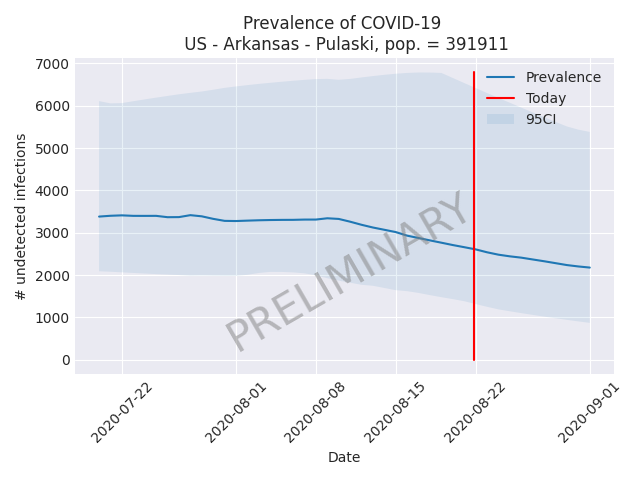 Prevalence of COVID-19
US - Arkansas - Pulaski, pop. = 391911
7000
6000
5000
4000
3000
2000
1000
0
# undetected infections
Prevalence
Today
95CI
PRELIMINARY
2020-07-22
2020-08-01
2020-08-08
2020-08-15
2020-08-22
2020-09-01
Date